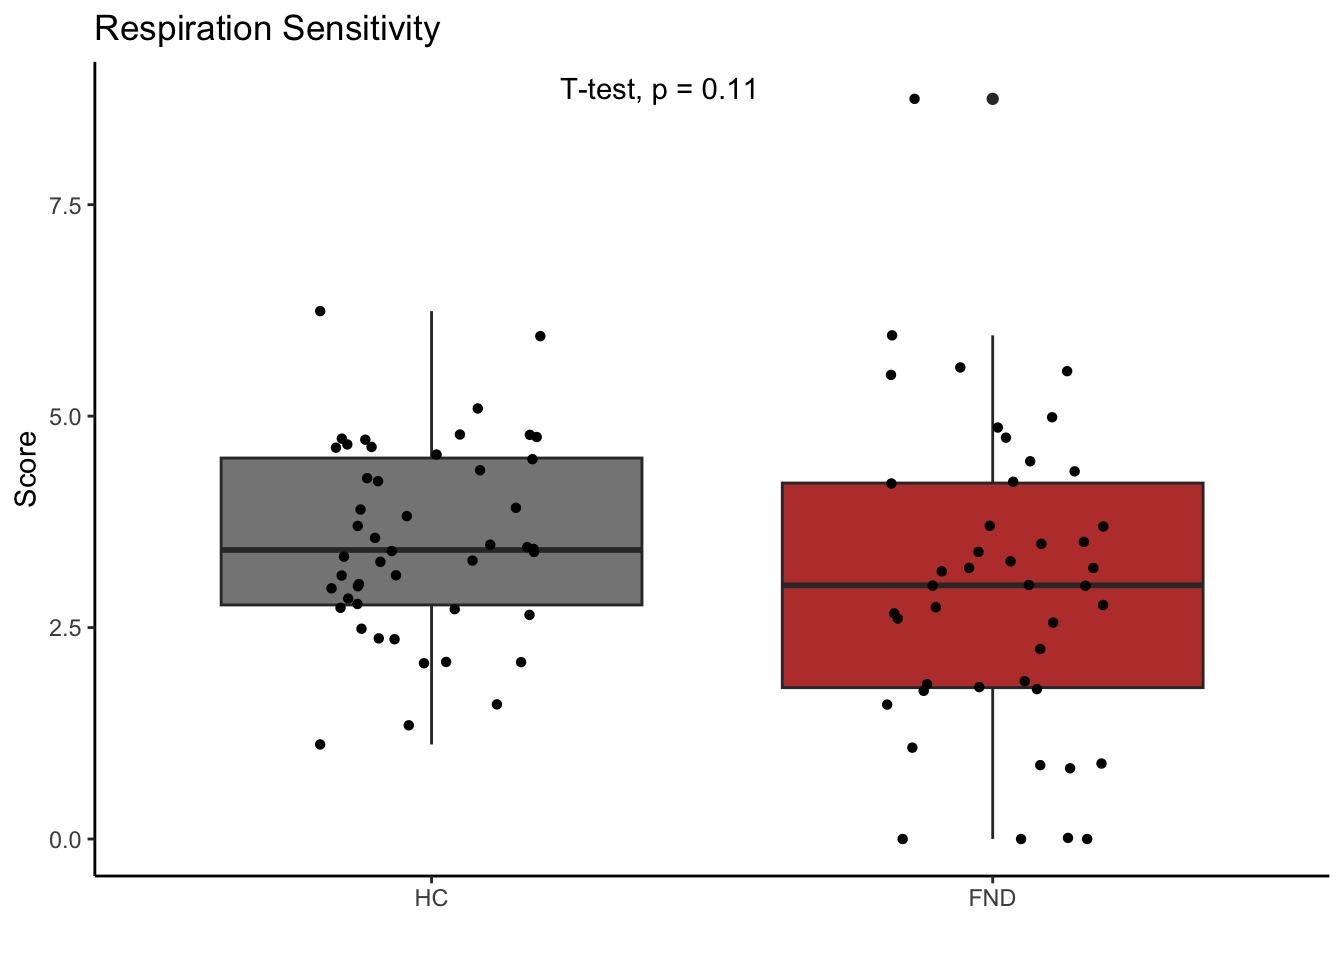 Respiration Sensitivity
T-test, p = 0.11
Score
7.5
5.0
2.5
0.0
HC
FND